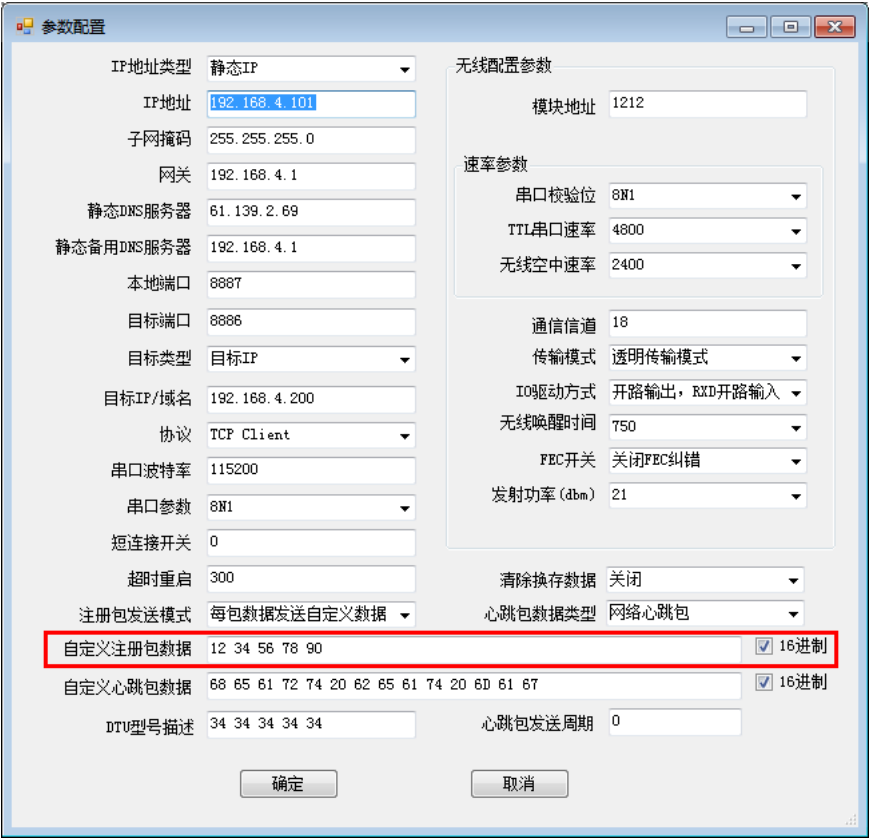 参数配置
IP地址类型 静态IP
IP地址 192.168.4.101
子网掩码 255.255.255.0
网关 192.168.4.1
静态DNS服务器 61.139.2.69
静态备用DNS服务器 192.168.4.1
本地端口 8887
目标端口 8886
目标类型 目标IP
目标IP/域名 192.168.4.200
协议 TCP Client
串口波特率 115200
串口参数 8N1
短连接开关 0
超时重启 300
注册包发送模式 每包数据发送自定义数据
无线配置参数
模块地址 1212
速率参数
串口校验位 8N1
TTL串口速率 4800
无线空中速率 2400
通信信道 18
传输模式 透明传输模式
IO驱动方式 开路输出，RXD开路输入
无线唤醒时间 750
FEC开关 关闭FEC纠错
发射功率(dbm) 21
清除换存数据 关闭
心跳包数据类型 网络心跳包
自定义注册包数据 12 34 56 78 90 16进制
自定义心跳包数据 68 65 61 72 74 20 62 65 61 74 20 6D 61 67 16进制
DTU型号描述 34 34 34 34 34 心跳包发送周期 0
确定 取消